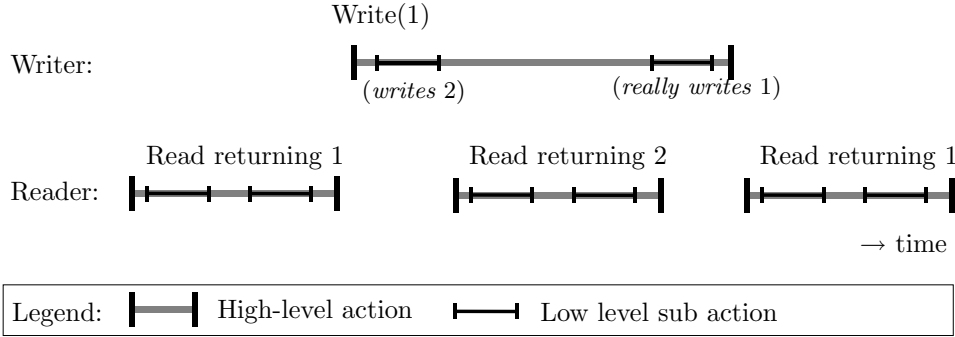 Write(1)
Writer:
(writes 2) (really writes 1)
Read returning 1 Read returning 2 Read returning 1
Reader:
→ time
Legend: High-level action Low level sub action